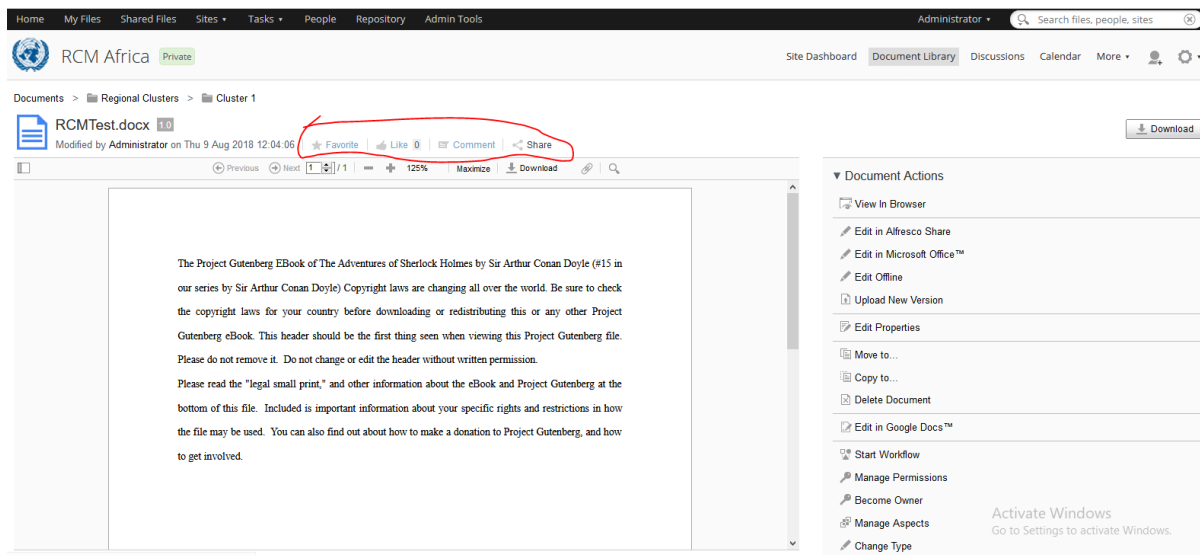 Home My Files Shared Files Sites Tasks People Repository Admin Tools Administrator Search files, people, sites
RCM Africa Private Site Dashboard Document Library Discussions Calendar More
Documents > Regional Clusters > Cluster 1
RCMTest.docx 1.0
Download
Modified by Administrator on Thu 9 Aug 2018 12:04:06 Favorite Like 0 Comment Share
Previous Next 1 / 1 125% Maximize Download
The Project Gutenberg EBook of The Adventures of Sherlock Holmes by Sir Arthur Conan Doyle (#15 in
our series by Sir Arthur Conan Doyle) Copyright laws are changing all over the world. Be sure to check
the copyright laws for your country before downloading or redistributing this or any other Project
Gutenberg eBook. This header should be the first thing seen when viewing this Project Gutenberg file.
Please do not remove it. Do not change or edit the header without written permission.
Please read the "legal small print," and other information about the eBook and Project Gutenberg at the
bottom of this file. Included is important information about your specific rights and restrictions in how
the file may be used. You can also find out about how to make a donation to Project Gutenberg, and how
to get involved.
Document Actions
View In Browser
Edit in Alfresco Share
Edit in Microsoft Office™
Edit Offline
Upload New Version
Edit Properties
Move to...
Copy to...
Delete Document
Edit in Google Docs™
Start Workflow
Manage Permissions
Become Owner
Manage Aspects
Change Type
Activate Windows
Go to Settings to activate Windows.